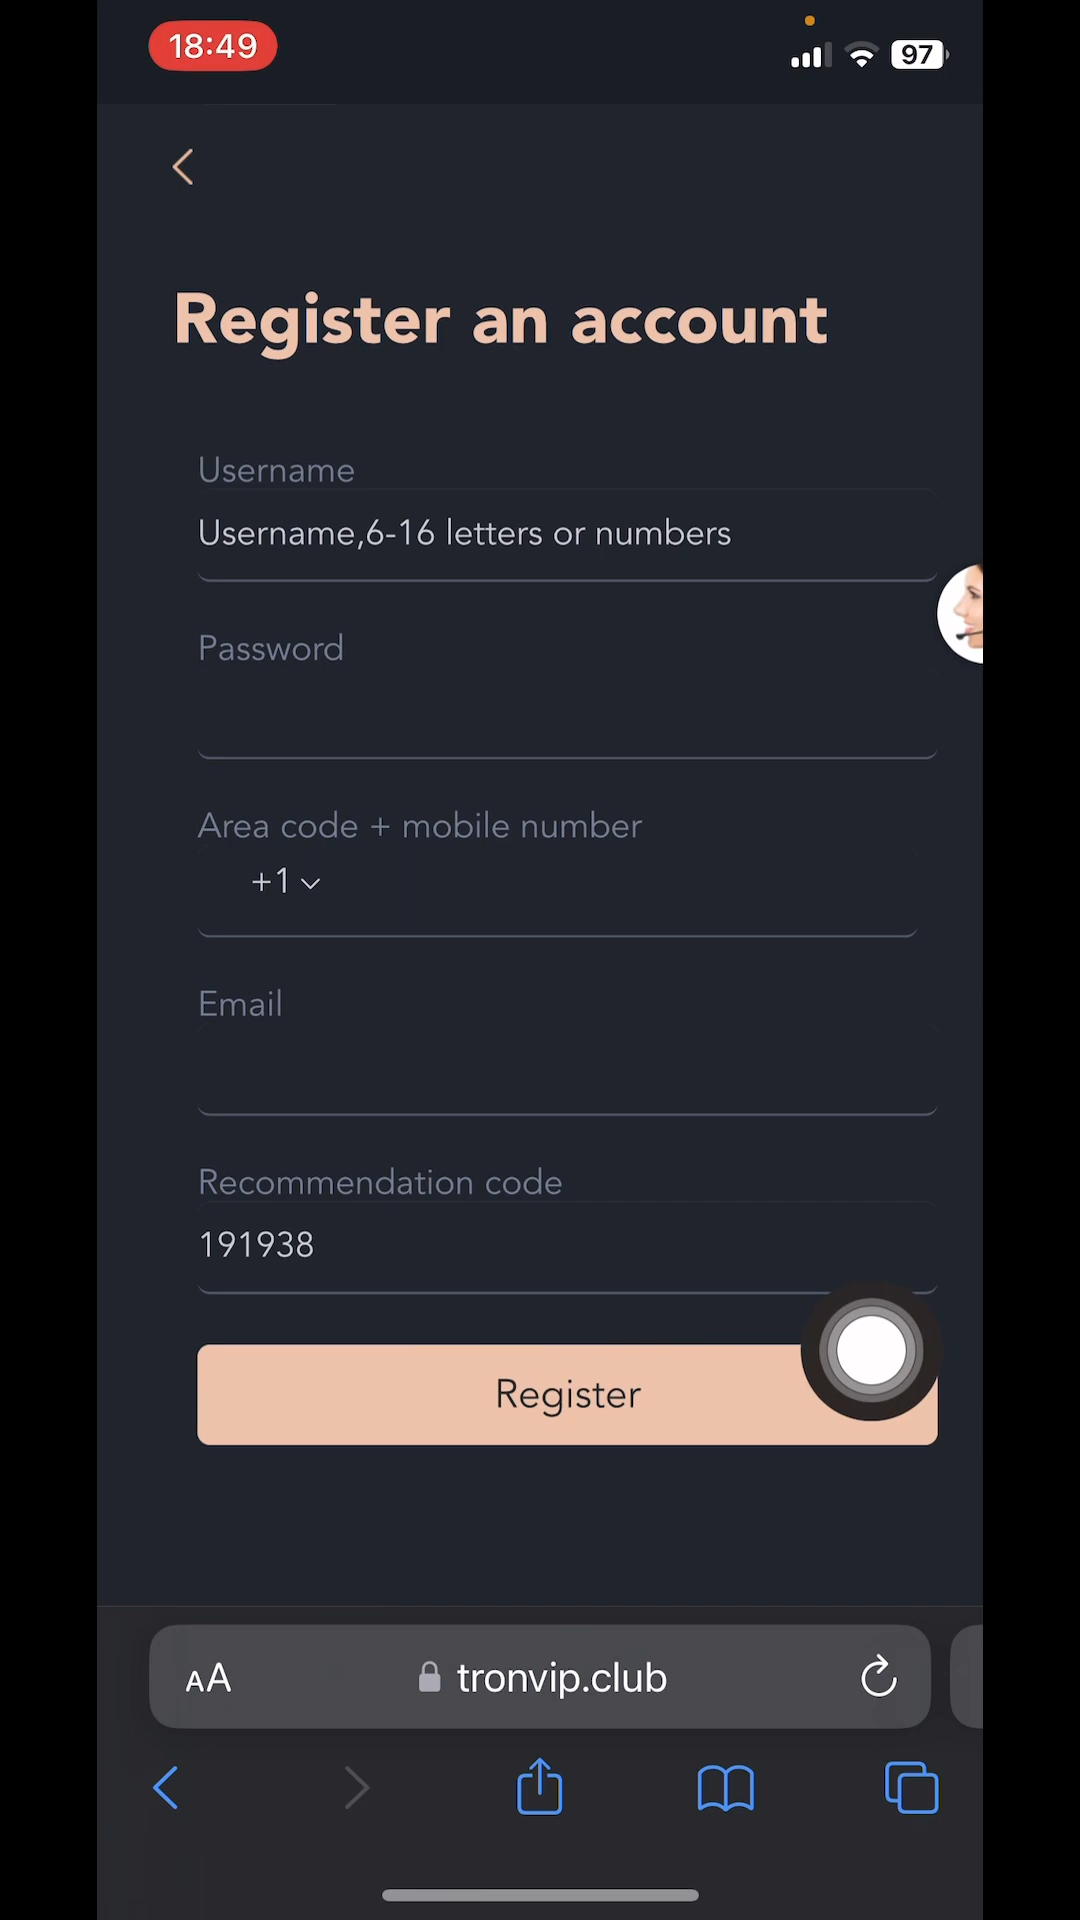 18:49
97
Register an account
Username
Username,6-16 letters or numbers
Password
Area code + mobile number
+1
Email
Recommendation code
191938
Register
AA
tronvip.club